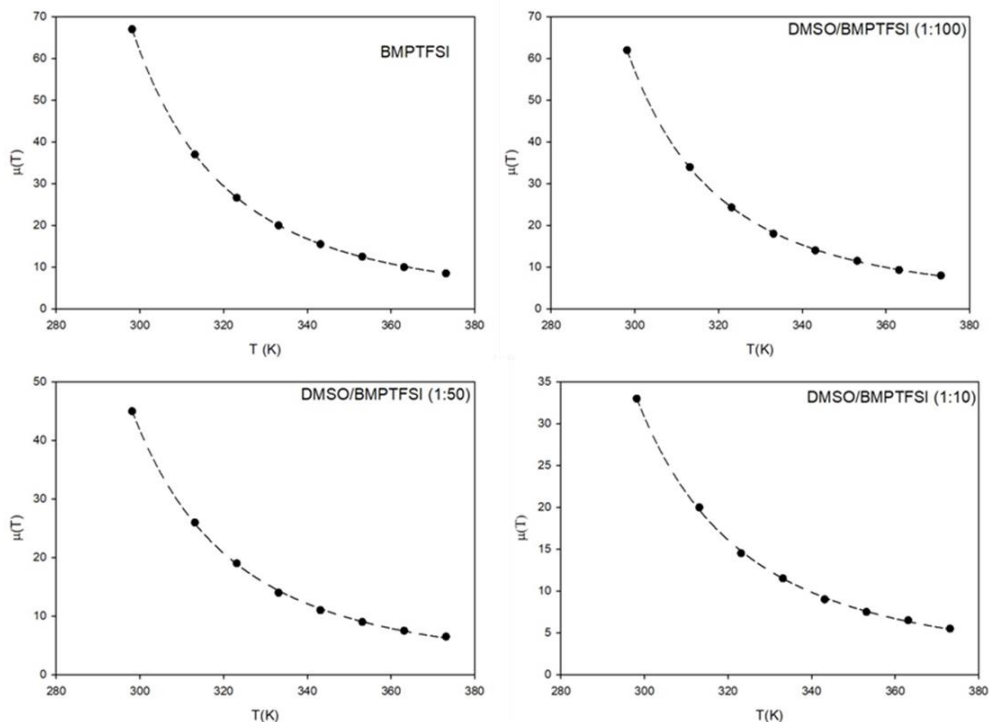 70
60
50
40
30
20
10
0
μ(T)
BMPTFSI
280 300 320 340 360 380
T (K)
70
60
50
40
30
20
10
0
μ(T)
DMSO/BMPTFSI (1:100)
280 300 320 340 360 380
T(K)
50
40
30
20
10
0
μ(T)
DMSO/BMPTFSI (1:50)
280 300 320 340 360 380
T(K)
35
30
25
20
15
10
5
0
μ(T)
DMSO/BMPTFSI (1:10)
280 300 320 340 360 380
T(K)